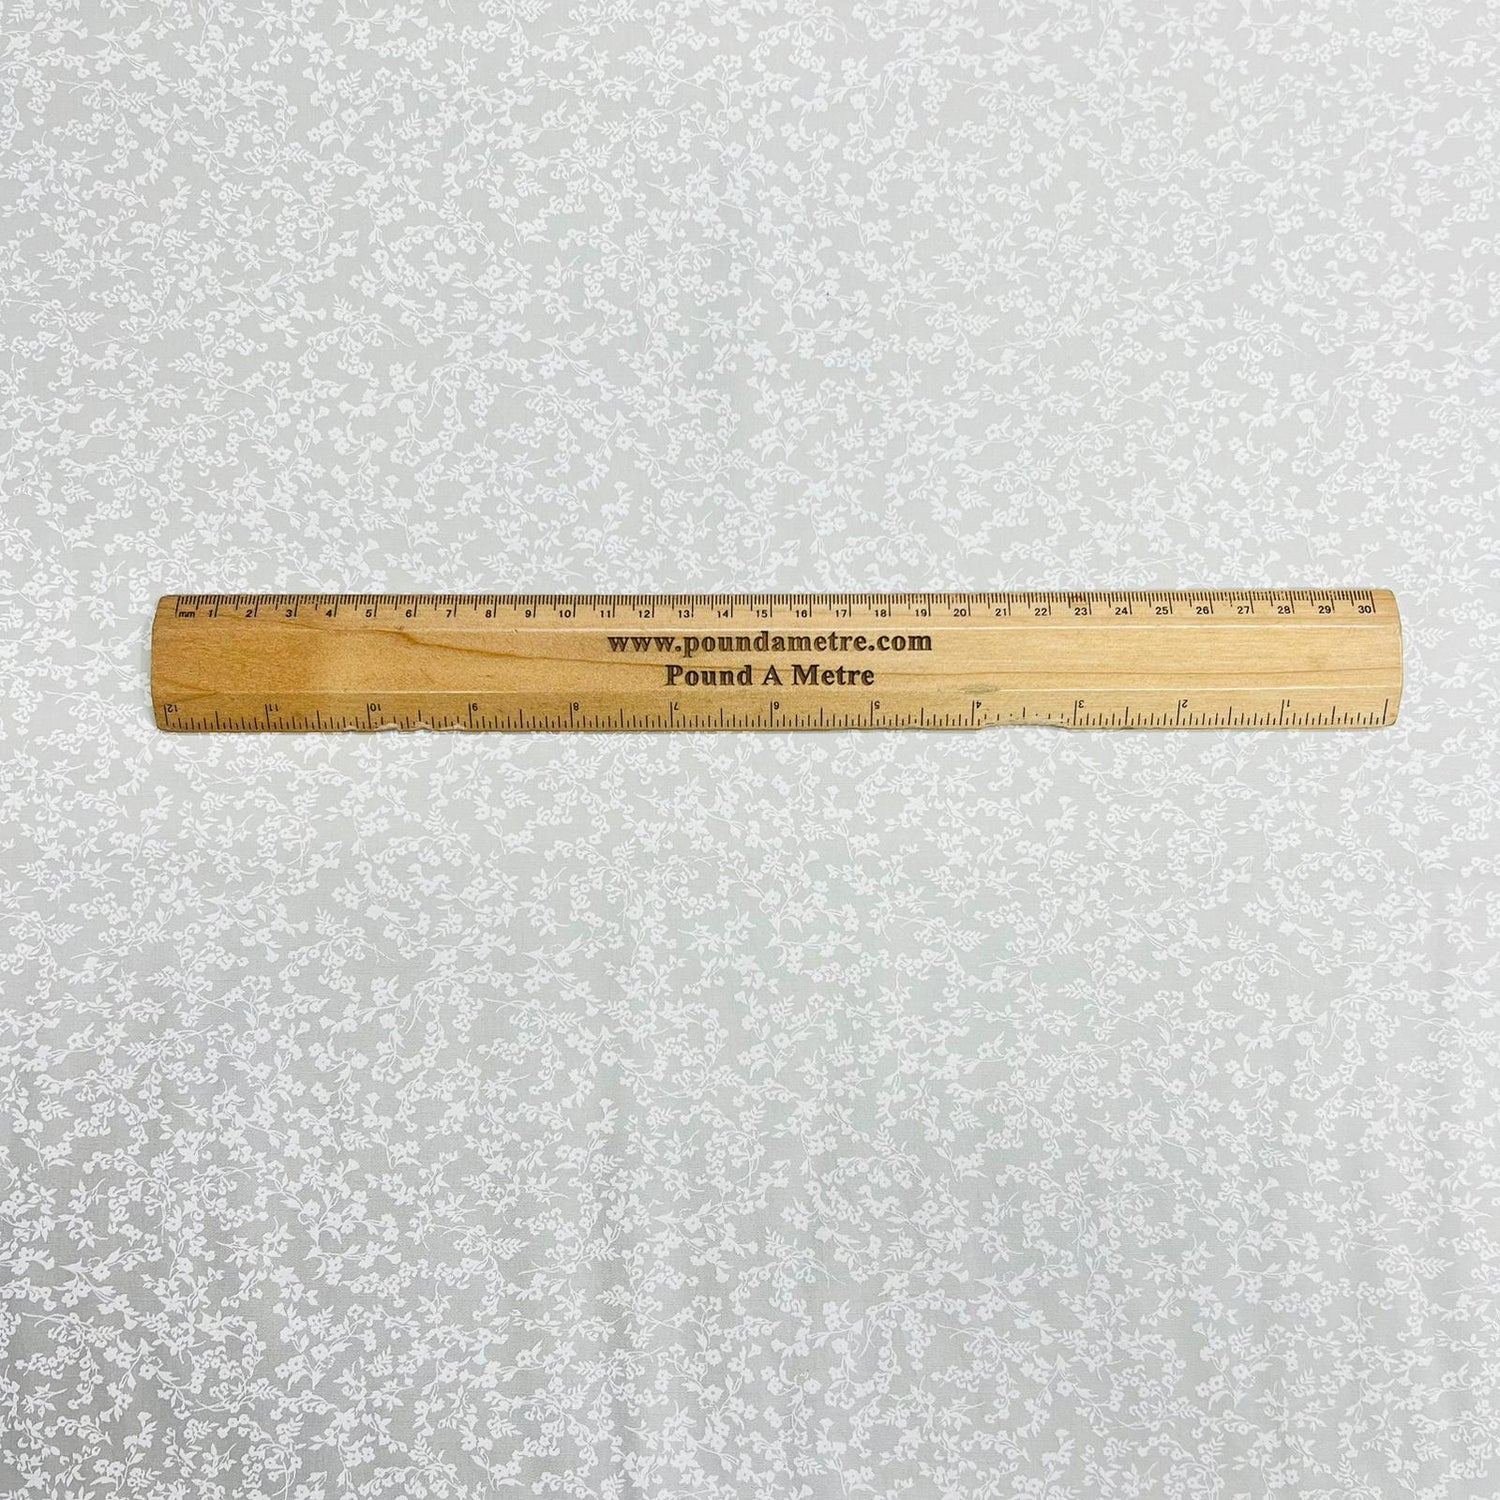 mm 1 2 3 4 5 6 7 8 9 10 11 12 13 14 15 16 17 18 19 20 21 22 23 24 25 26 27 28 29 30
www.poundametre.com
Pound A Metre
12 11 10 9 8 7 6 5 4 3 2 1